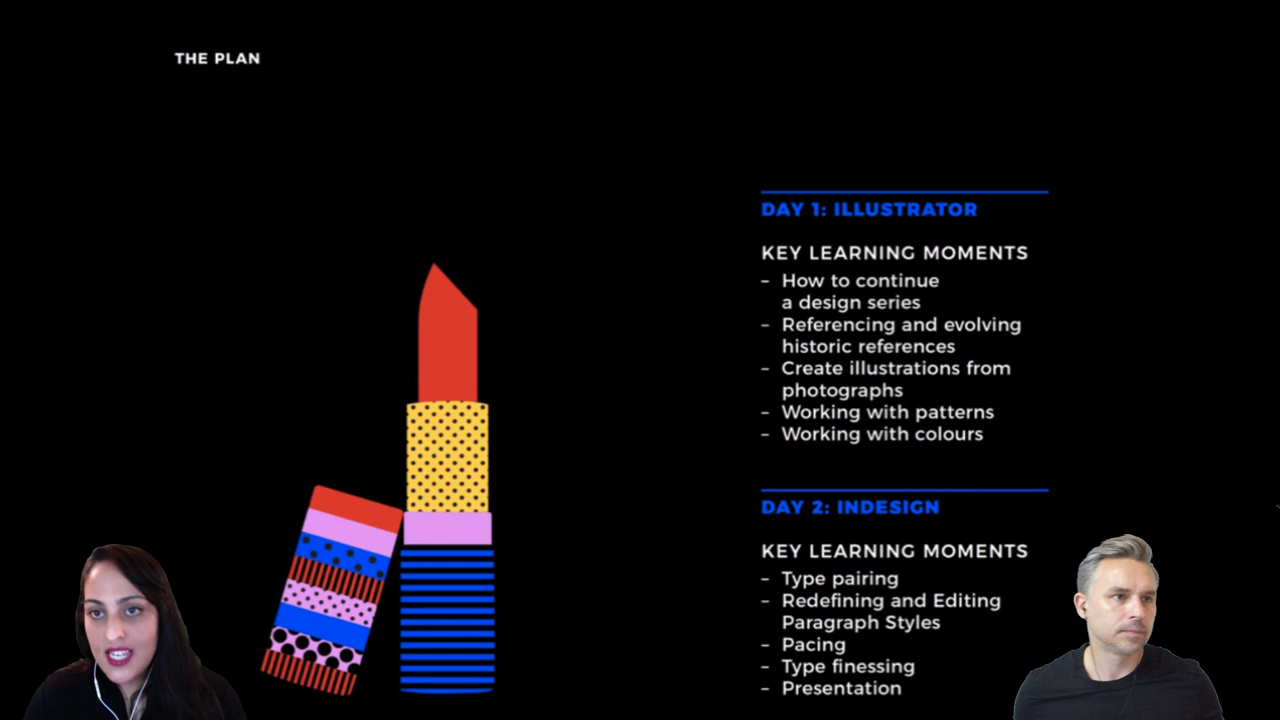 THE PLAN
DAY 1: ILLUSTRATOR
KEY LEARNING MOMENTS
– How to continue
a design series
– Referencing and evolving
historic references
– Create illustrations from
photographs
– Working with patterns
– Working with colours
DAY 2: INDESIGN
KEY LEARNING MOMENTS
– Type pairing
– Redefining and Editing
Paragraph Styles
– Pacing
– Type finessing
– Presentation